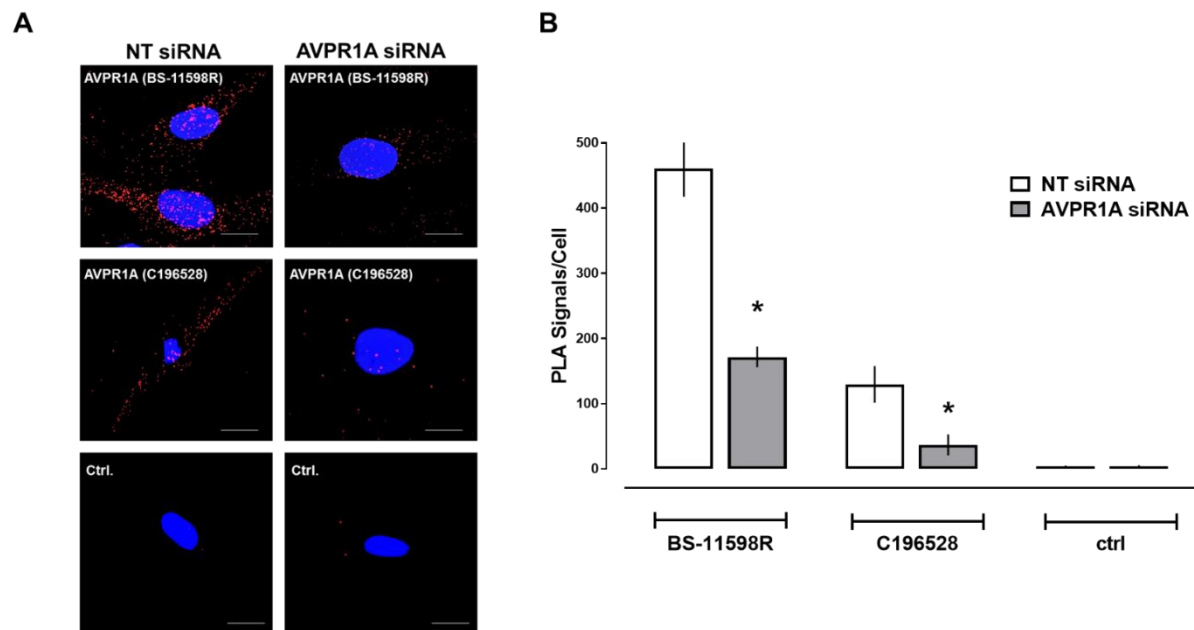 A
NT siRNA
AVPR1A siRNA
AVPR1A (BS-11598R)
AVPR1A (BS-11598R)
AVPR1A (C196528)
AVPR1A (C196528)
Ctrl.
Ctrl.
B
PLA Signals/Cell
500
400
300
200
100
0
*
*
NT siRNA
AVPR1A siRNA
BS-11598R
C196528
ctrl